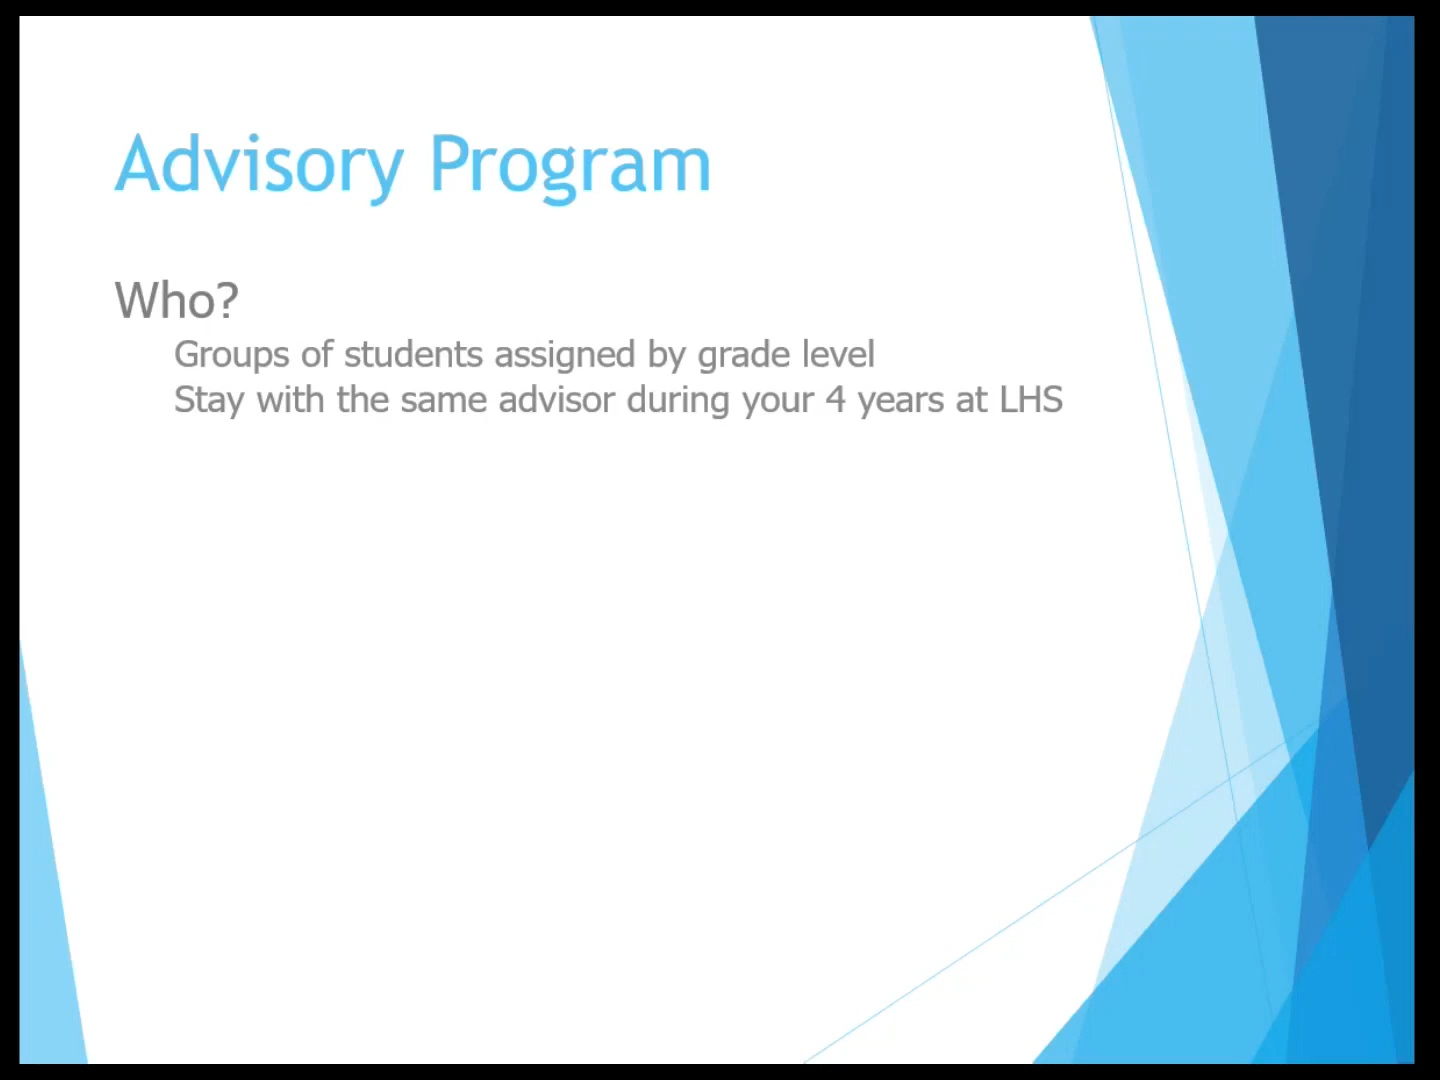 Advisory Program
Who?
Groups of students assigned by grade level
Stay with the same advisor during your 4 years at LHS